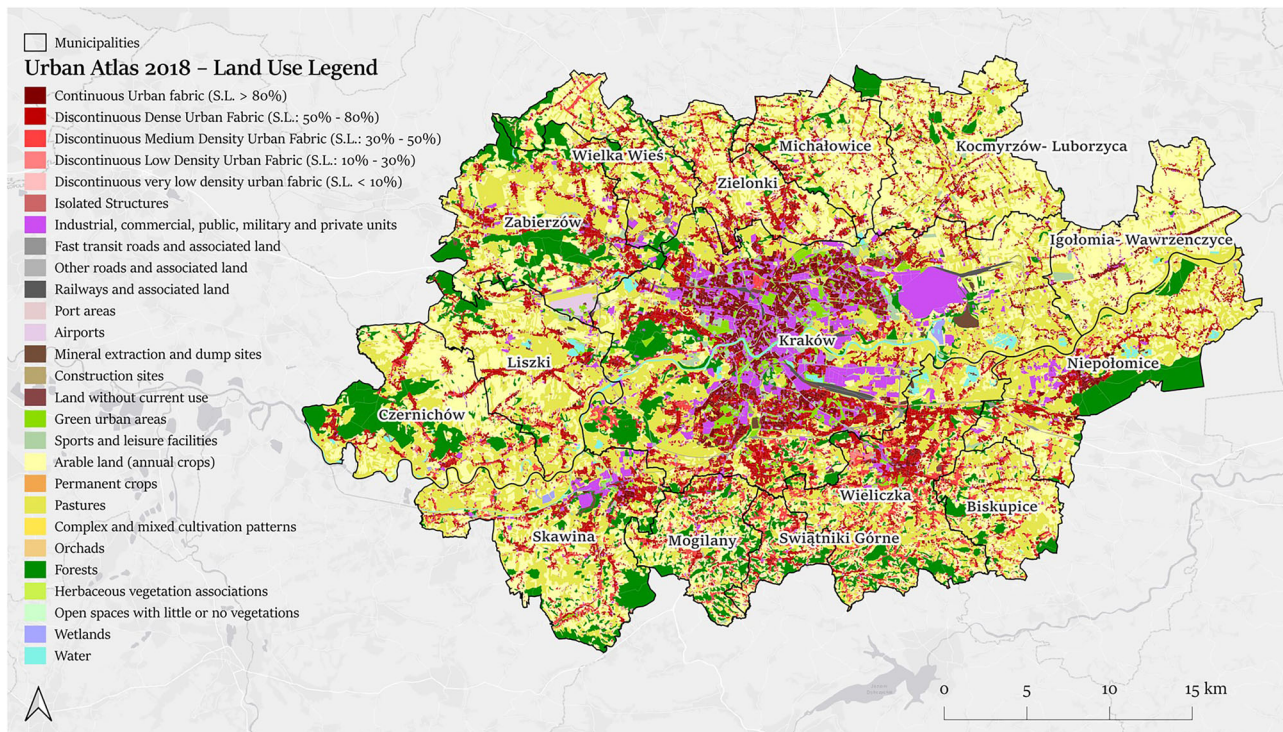 Municipalities
Urban Atlas 2018 – Land Use Legend
Continuous Urban fabric (S.L. > 80%)
Discontinuous Dense Urban Fabric (S.L.: 50% - 80%)
Discontinuous Medium Density Urban Fabric (S.L.: 30% - 50%)
Discontinuous Low Density Urban Fabric (S.L.: 10% - 30%)
Discontinuous very low density urban fabric (S.L. < 10%)
Isolated Structures
Industrial, commercial, public, military and private units
Fast transit roads and associated land
Other roads and associated land
Railways and associated land
Port areas
Airports
Mineral extraction and dump sites
Construction sites
Land without current use
Green urban areas
Sports and leisure facilities
Arable land (annual crops)
Permanent crops
Pastures
Complex and mixed cultivation patterns
Orchads
Forests
Herbaceous vegetation associations
Open spaces with little or no vegetations
Wetlands
Water
Wielka Wieś
Michałowice
Kocmyrzów- Luborzyca
Zielonki
Zabierzów
Igołomia- Wawrzeńczyce
Kraków
Liszki
Niepołomice
Czernichów
Wieliczka
Biskupice
Skawina
Mogilany
Swiątniki Górne
0 5 10 15 km